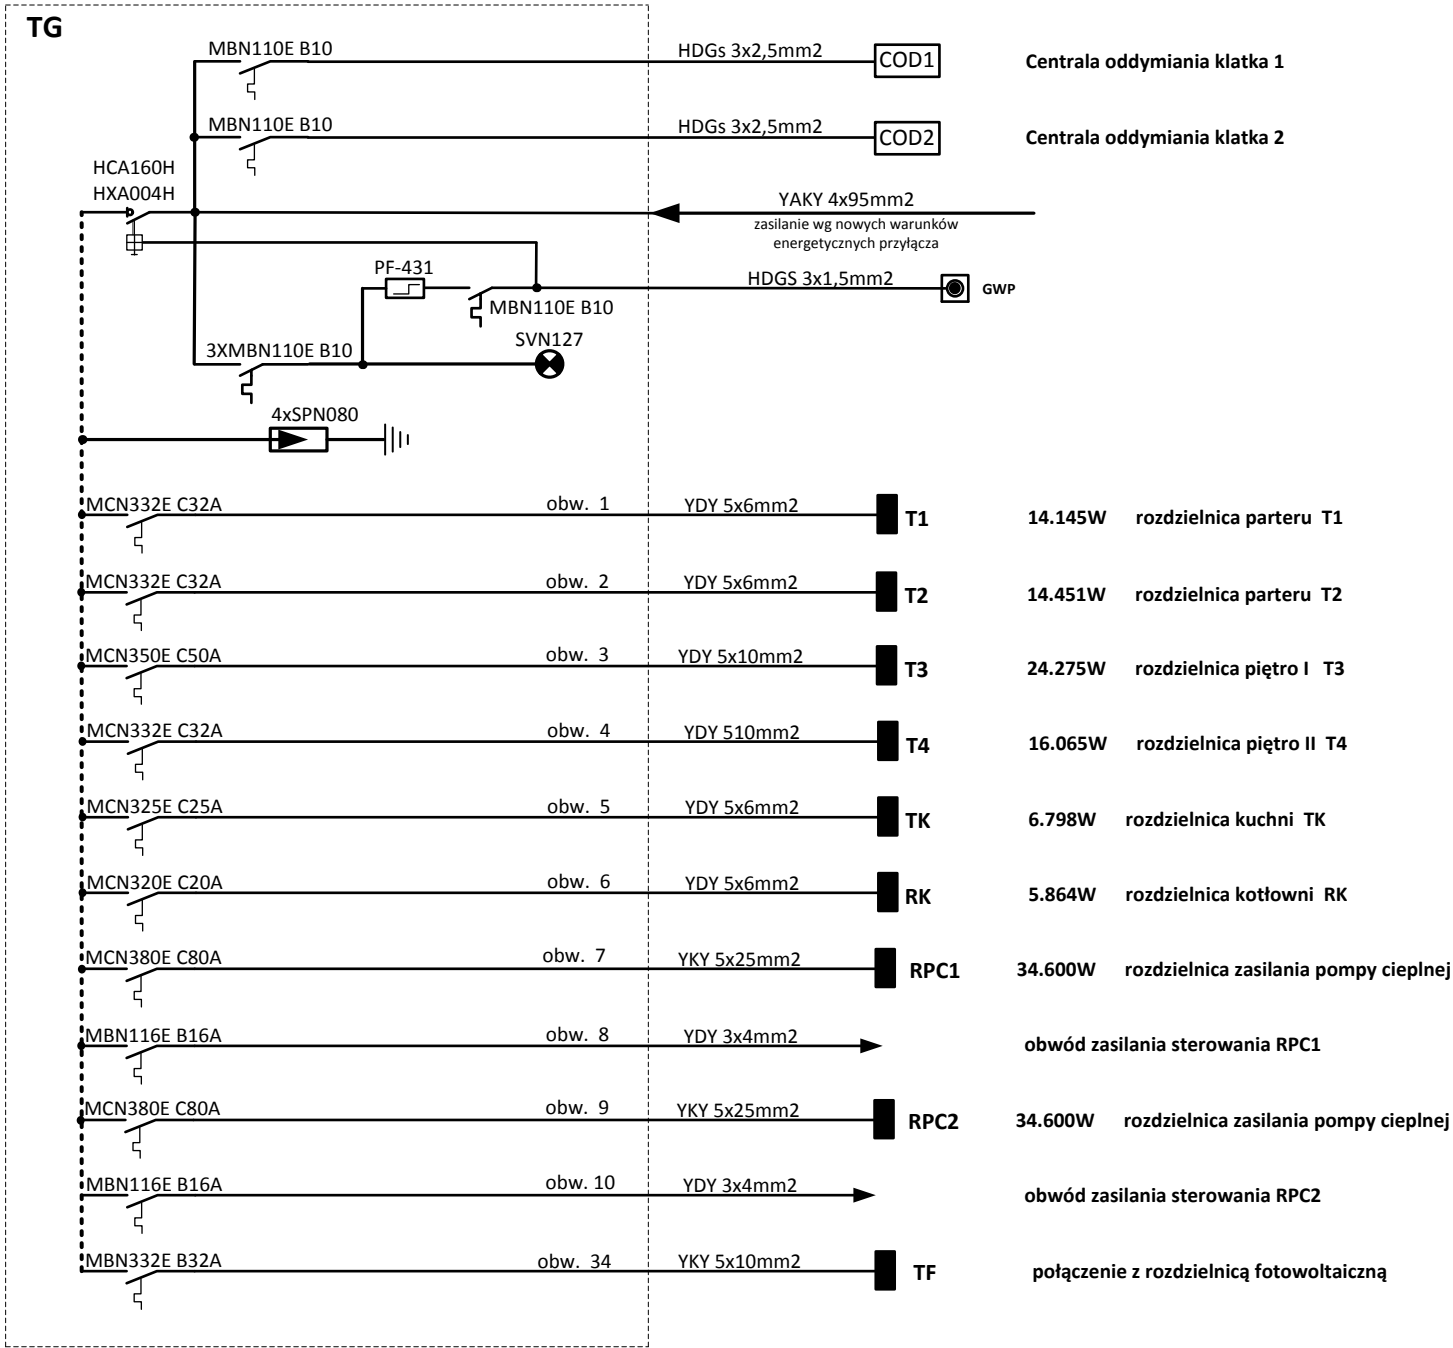 TG
MBN110E B10
HDGs 3x2,5mm2
COD1
Centrala oddymiania klatka 1
MBN110E B10
HDGs 3x2,5mm2
COD2
Centrala oddymiania klatka 2
HCA160H
HXA004H
YAKY 4x95mm2
zasilanie wg nowych warunków
energetycznych przyłącza
PF-431
HDGS 3x1,5mm2
GWP
MBN110E B10
SVN127
3XMBN110E B10
4xSPN080
MCN332E C32A obw. 1 YDY 5x6mm2 T1 14.145W rozdzielnica parteru T1
MCN332E C32A obw. 2 YDY 5x6mm2 T2 14.451W rozdzielnica parteru T2
MCN350E C50A obw. 3 YDY 5x10mm2 T3 24.275W rozdzielnica piętro I T3
MCN332E C32A obw. 4 YDY 510mm2 T4 16.065W rozdzielnica piętro II T4
MCN325E C25A obw. 5 YDY 5x6mm2 TK 6.798W rozdzielnica kuchni TK
MCN320E C20A obw. 6 YDY 5x6mm2 RK 5.864W rozdzielnica kotłowni RK
MCN380E C80A obw. 7 YKY 5x25mm2 RPC1 34.600W rozdzielnica zasilania pompy cieplnej
MBN116E B16A obw. 8 YDY 3x4mm2 obwód zasilania sterowania RPC1
MCN380E C80A obw. 9 YKY 5x25mm2 RPC2 34.600W rozdzielnica zasilania pompy cieplnej
MBN116E B16A obw. 10 YDY 3x4mm2 obwód zasilania sterowania RPC2
MBN332E B32A obw. 34 YKY 5x10mm2 TF połączenie z rozdzielnicą fotowoltaiczną